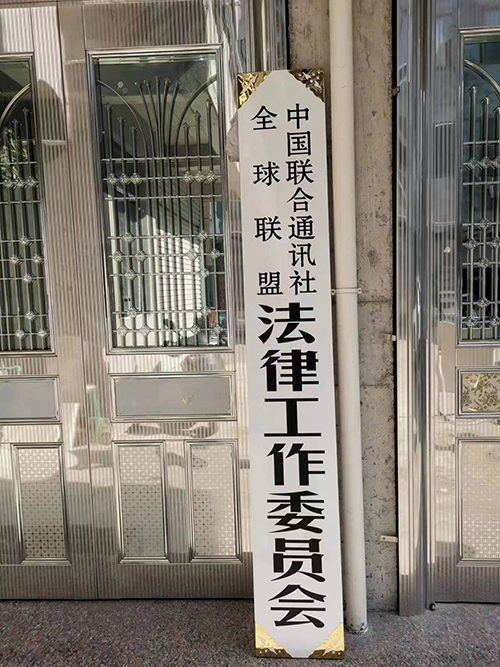 中国联合通讯社
全球联盟
法律工作委员会